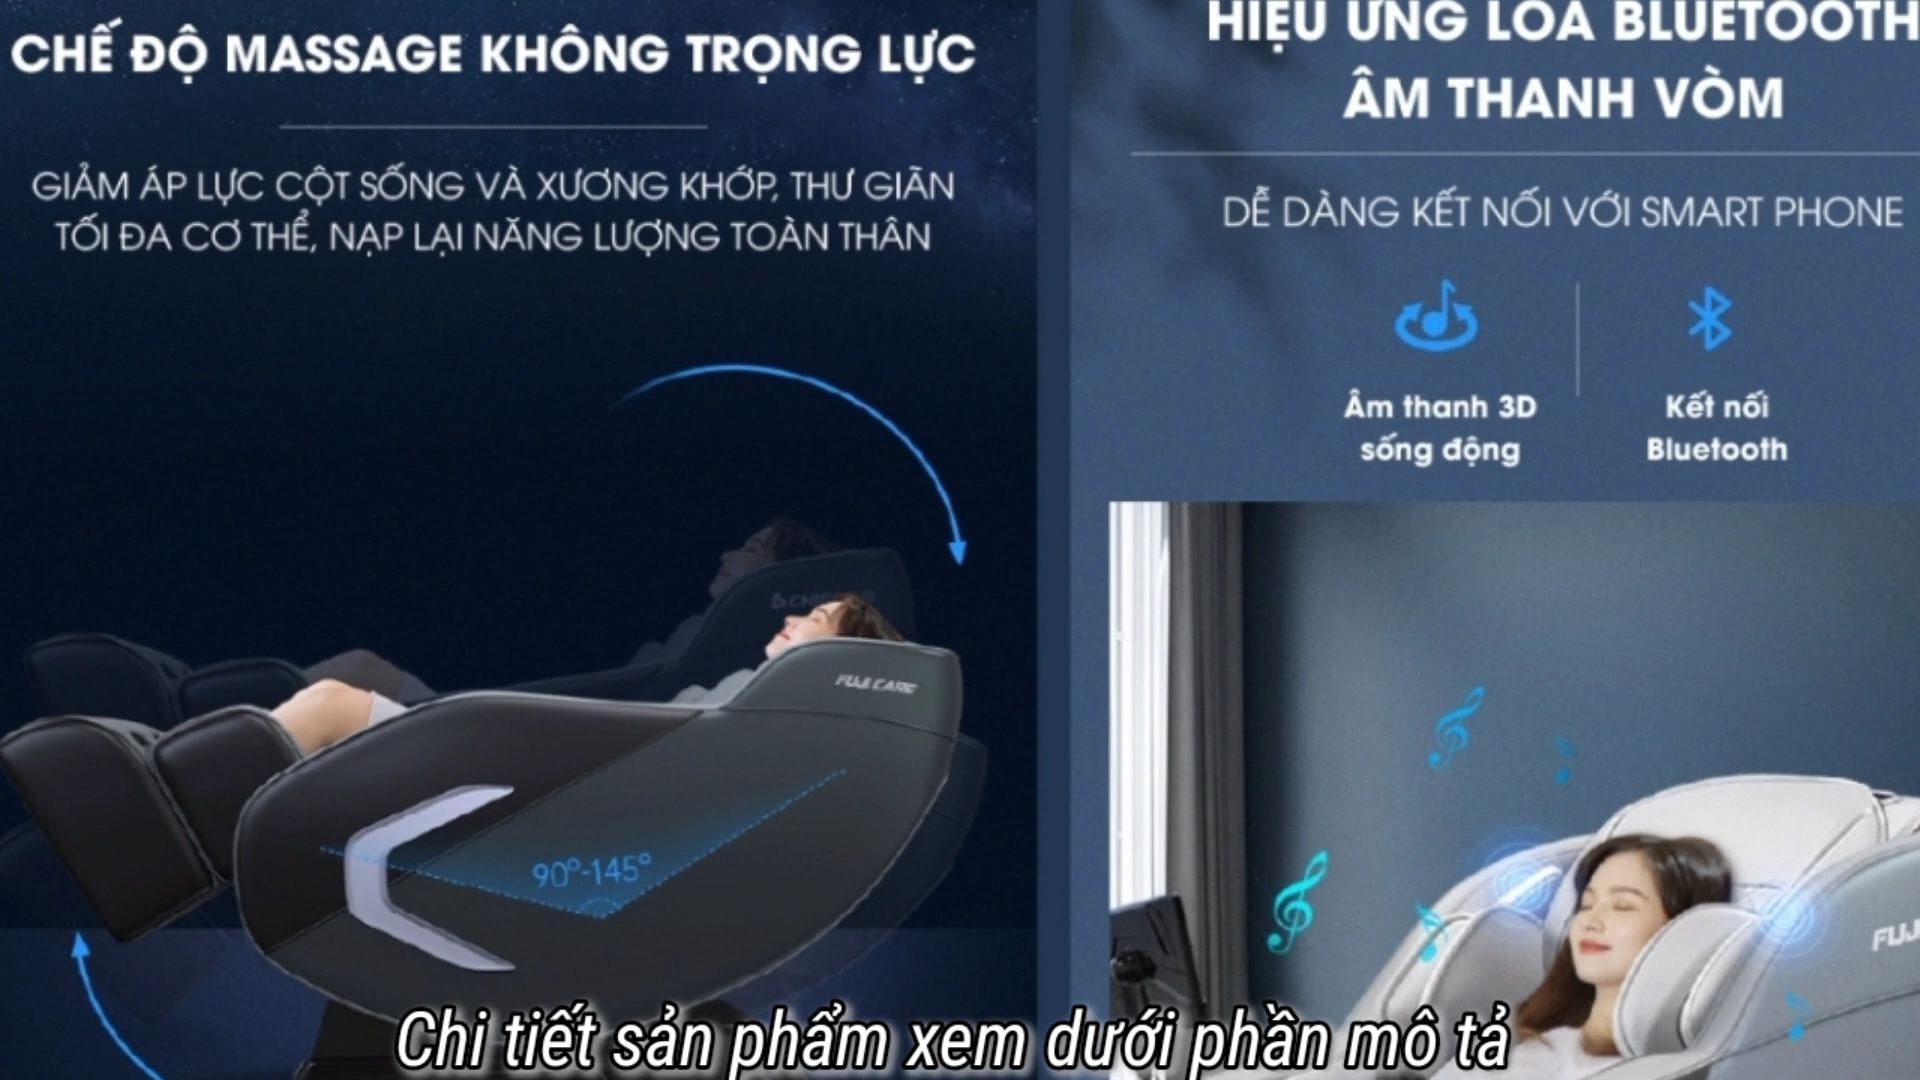 CHẾ ĐỘ MASSAGE KHÔNG TRỌNG LỰC
GIẢM ÁP LỰC CỘT SỐNG VÀ XƯƠNG KHỚP, THƯ GIÃN
TỐI ĐA CƠ THỂ, NẠP LẠI NĂNG LƯỢNG TOÀN THÂN
FUJI CARE
90°-145°
HIỆU ỨNG LOA BLUETOOTH
ÂM THANH VÒM
DỄ DÀNG KẾT NỐI VỚI SMART PHONE
Âm thanh 3D
sống động
Kết nối
Bluetooth
Chi tiết sản phẩm xem dưới phần mô tả